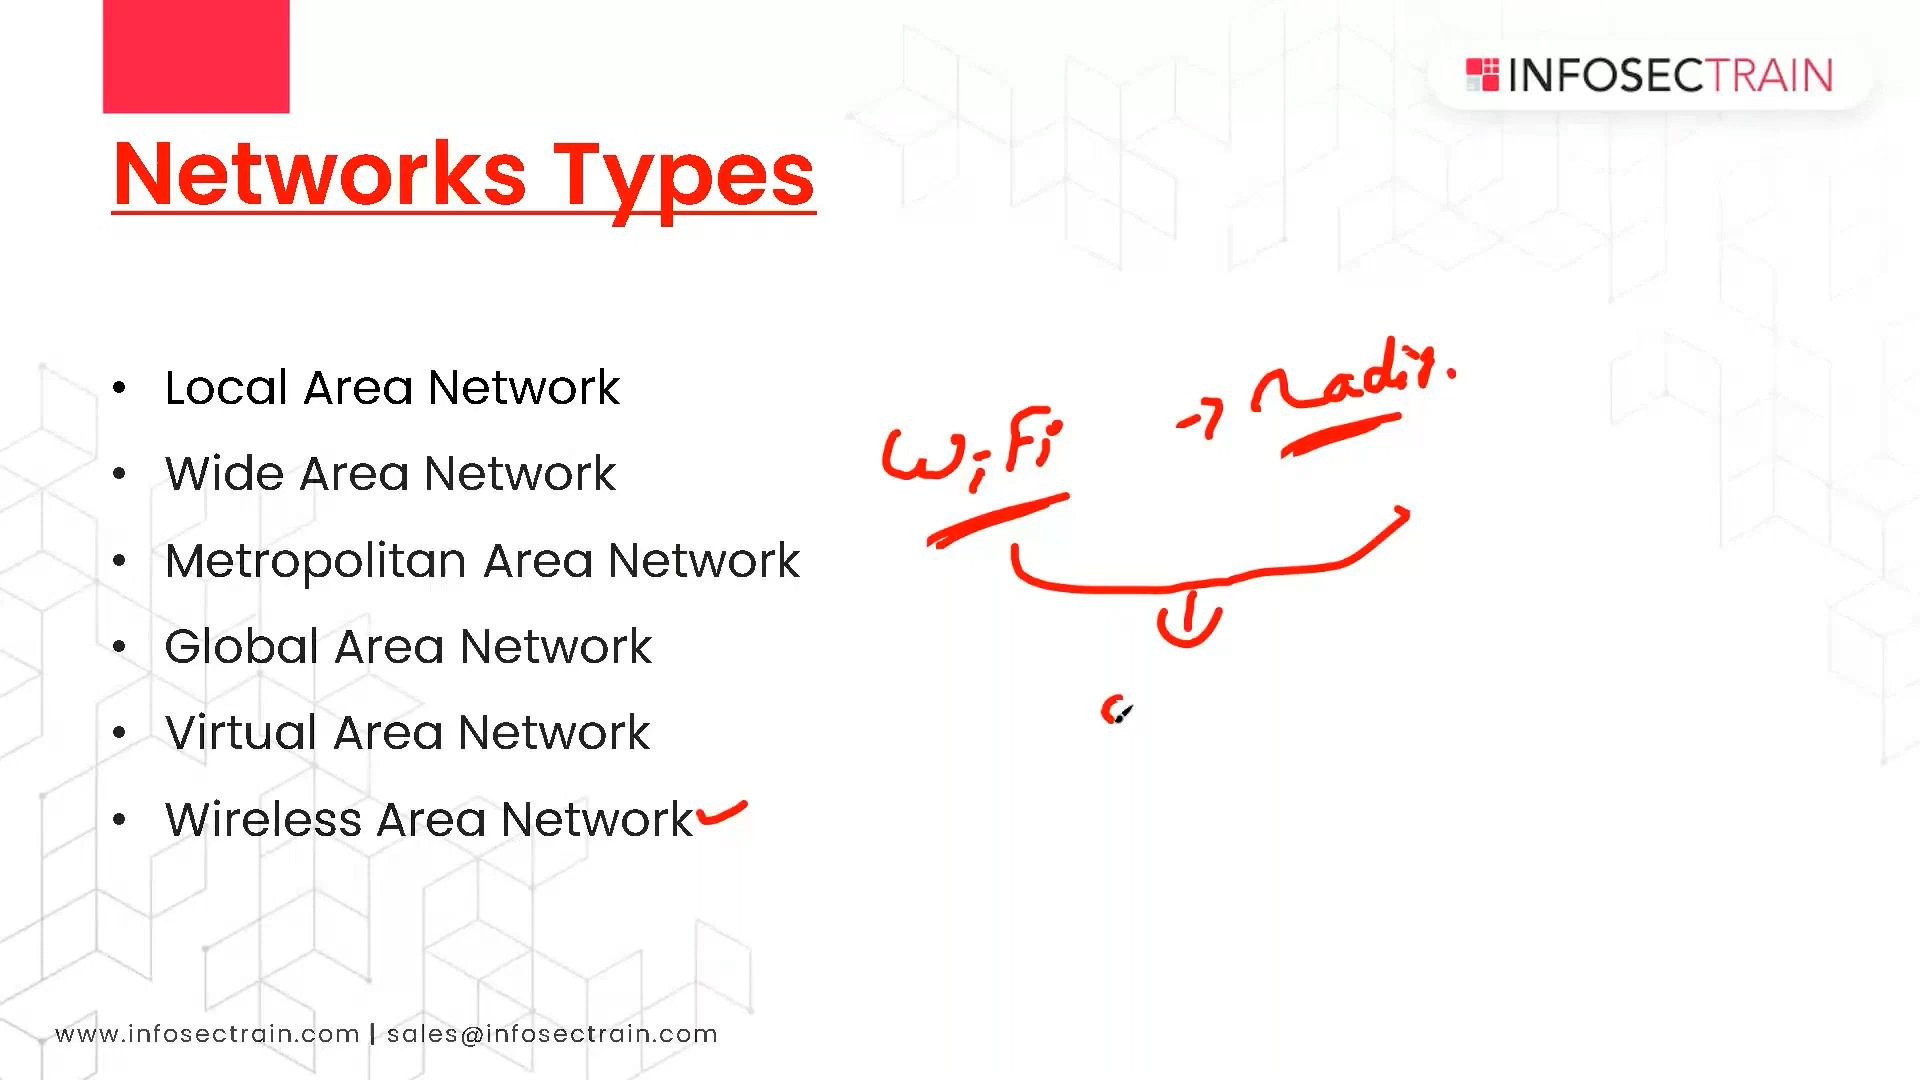 INFOSECTRAIN
Networks Types
• Local Area Network
• Wide Area Network
• Metropolitan Area Network
• Global Area Network
• Virtual Area Network
• Wireless Area Network
WiFi
www.infosectrain.com | sales@infosectrain.com